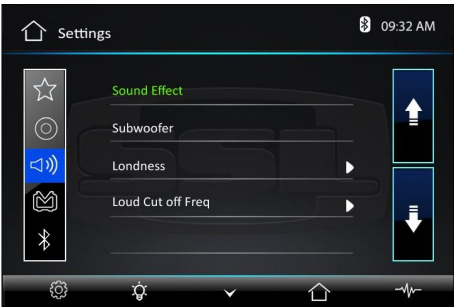 Settings
09:32 AM
Sound Effect
Subwoofer
Londness
Loud Cut off Freq